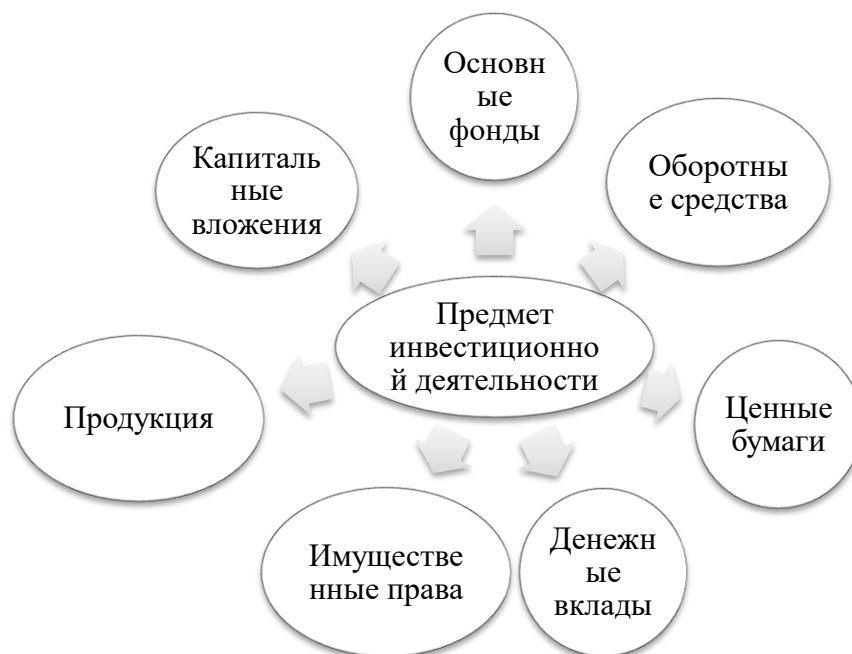 Основн
ые
фонды
Капиталь
ные
вложения
Оборотны
е средства
Предмет
инвестиционно
й деятельности
Продукция
Ценные
бумаги
Имуществе
нные права
Денежн
ые
вклады